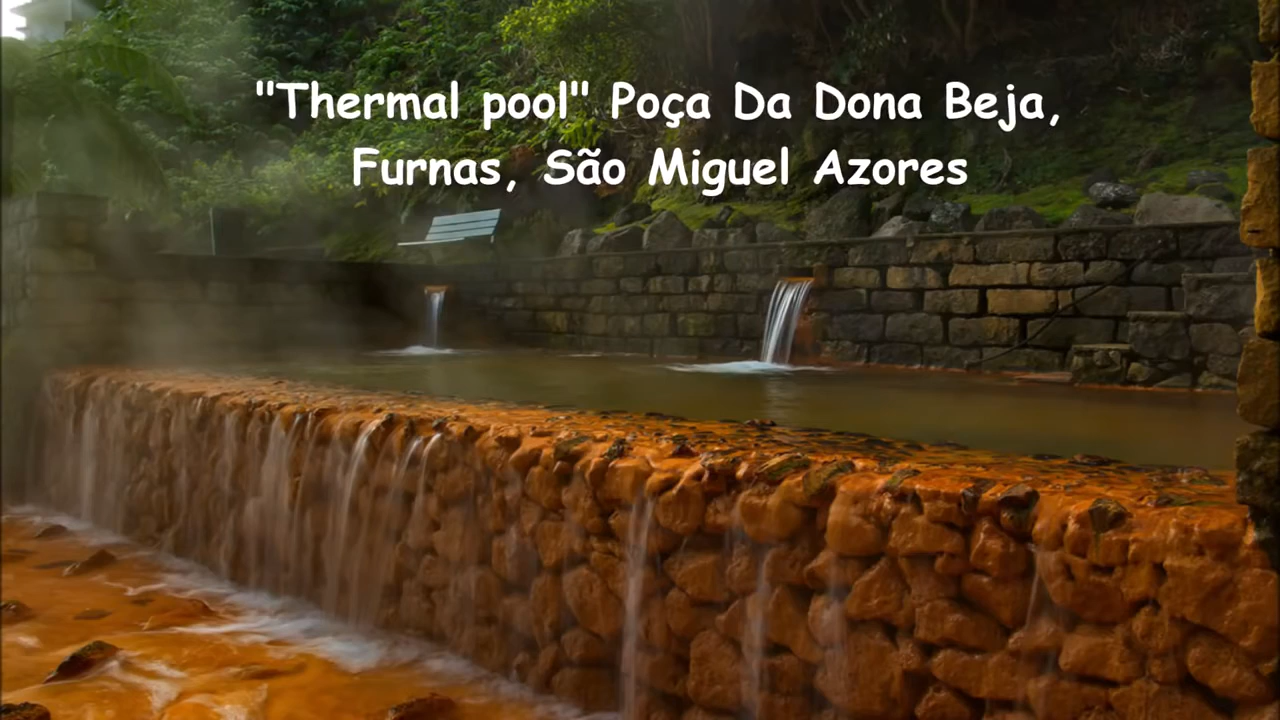 "Thermal pool" Poça Da Dona Beja,
Furnas, São Miguel Azores